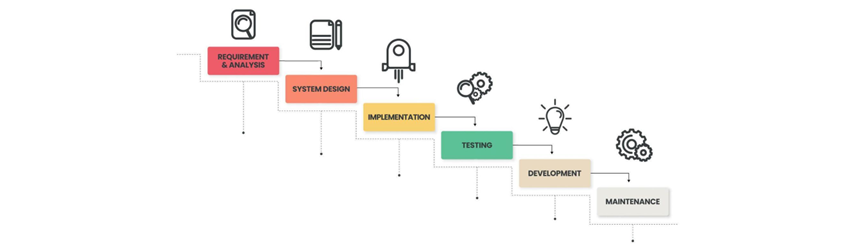 REQUIREMENT
& ANALYSIS
SYSTEM DESIGN
IMPLEMENTATION
TESTING
DEVELOPMENT
MAINTENANCE